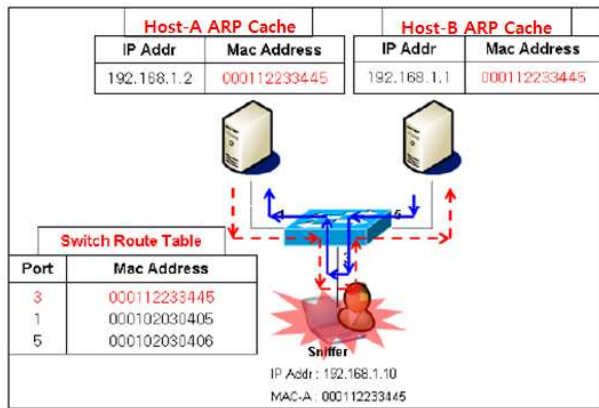 Host-A ARP Cache
IP Addr Mac Address
192.168.1.2 000112233445
Host-B ARP Cache
IP Addr Mac Address
192.168.1.1 000112233445
5
Switch Route Table
Port Mac Address
3 000112233445
1 000102030405
5 000102030406
Sniffer
IP Addr : 192.168.1.10
MAC-A : 000112233445